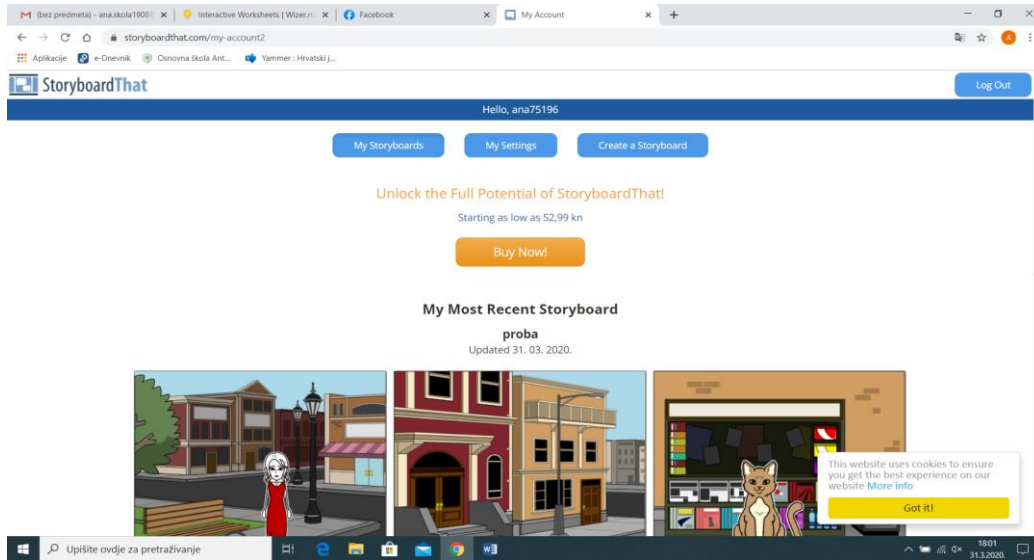 (bez predmeta) - ana.skola1908@
Interactive Worksheets | Wizer.m
Facebook
My Account
storyboardthat.com/my-account2
Aplikacije
e-Dnevnik
Osnovna škola Ant...
Yammer : Hrvatski j...
StoryboardThat
Log Out
Hello, ana75196
My Storyboards
My Settings
Create a Storyboard
Unlock the Full Potential of StoryboardThat!
Starting as low as 52,99 kn
Buy Now!
My Most Recent Storyboard
proba
Updated 31. 03. 2020.
This website uses cookies to ensure
you get the best experience on our
website More info
Got it!
Upišite ovdje za pretraživanje
18:01
31.3.2020.